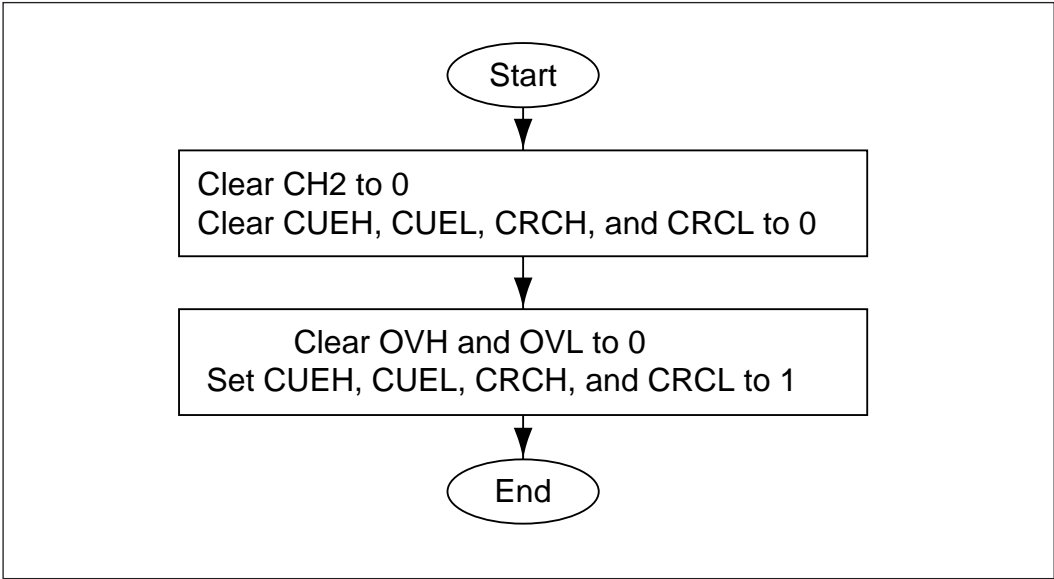 Start
Clear CH2 to 0
Clear CUEH, CUEL, CRCH, and CRCL to 0
Clear OVH and OVL to 0
Set CUEH, CUEL, CRCH, and CRCL to 1
End